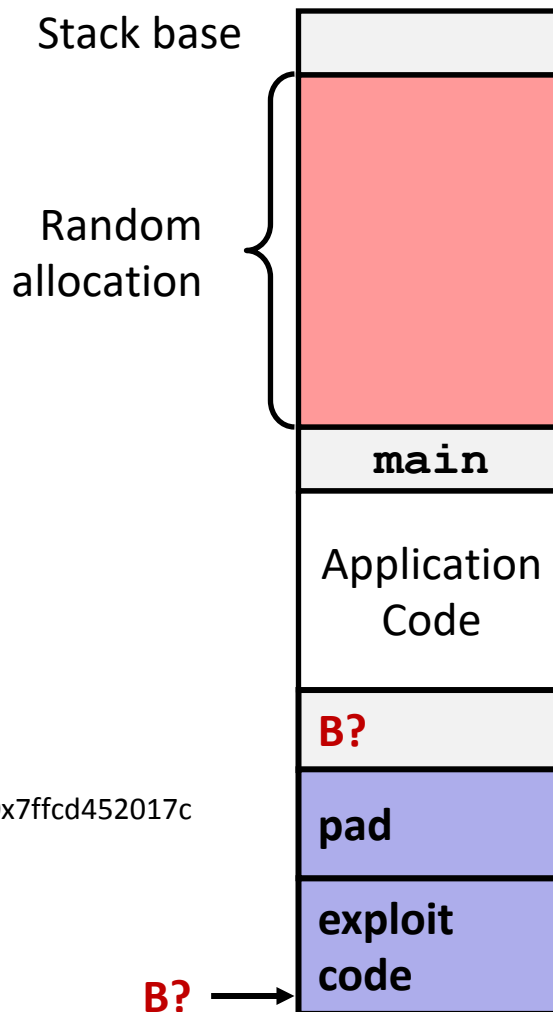 Stack base
Random
allocation
main
Application
Code
B?
x7ffcd452017c
pad
exploit
code
B?